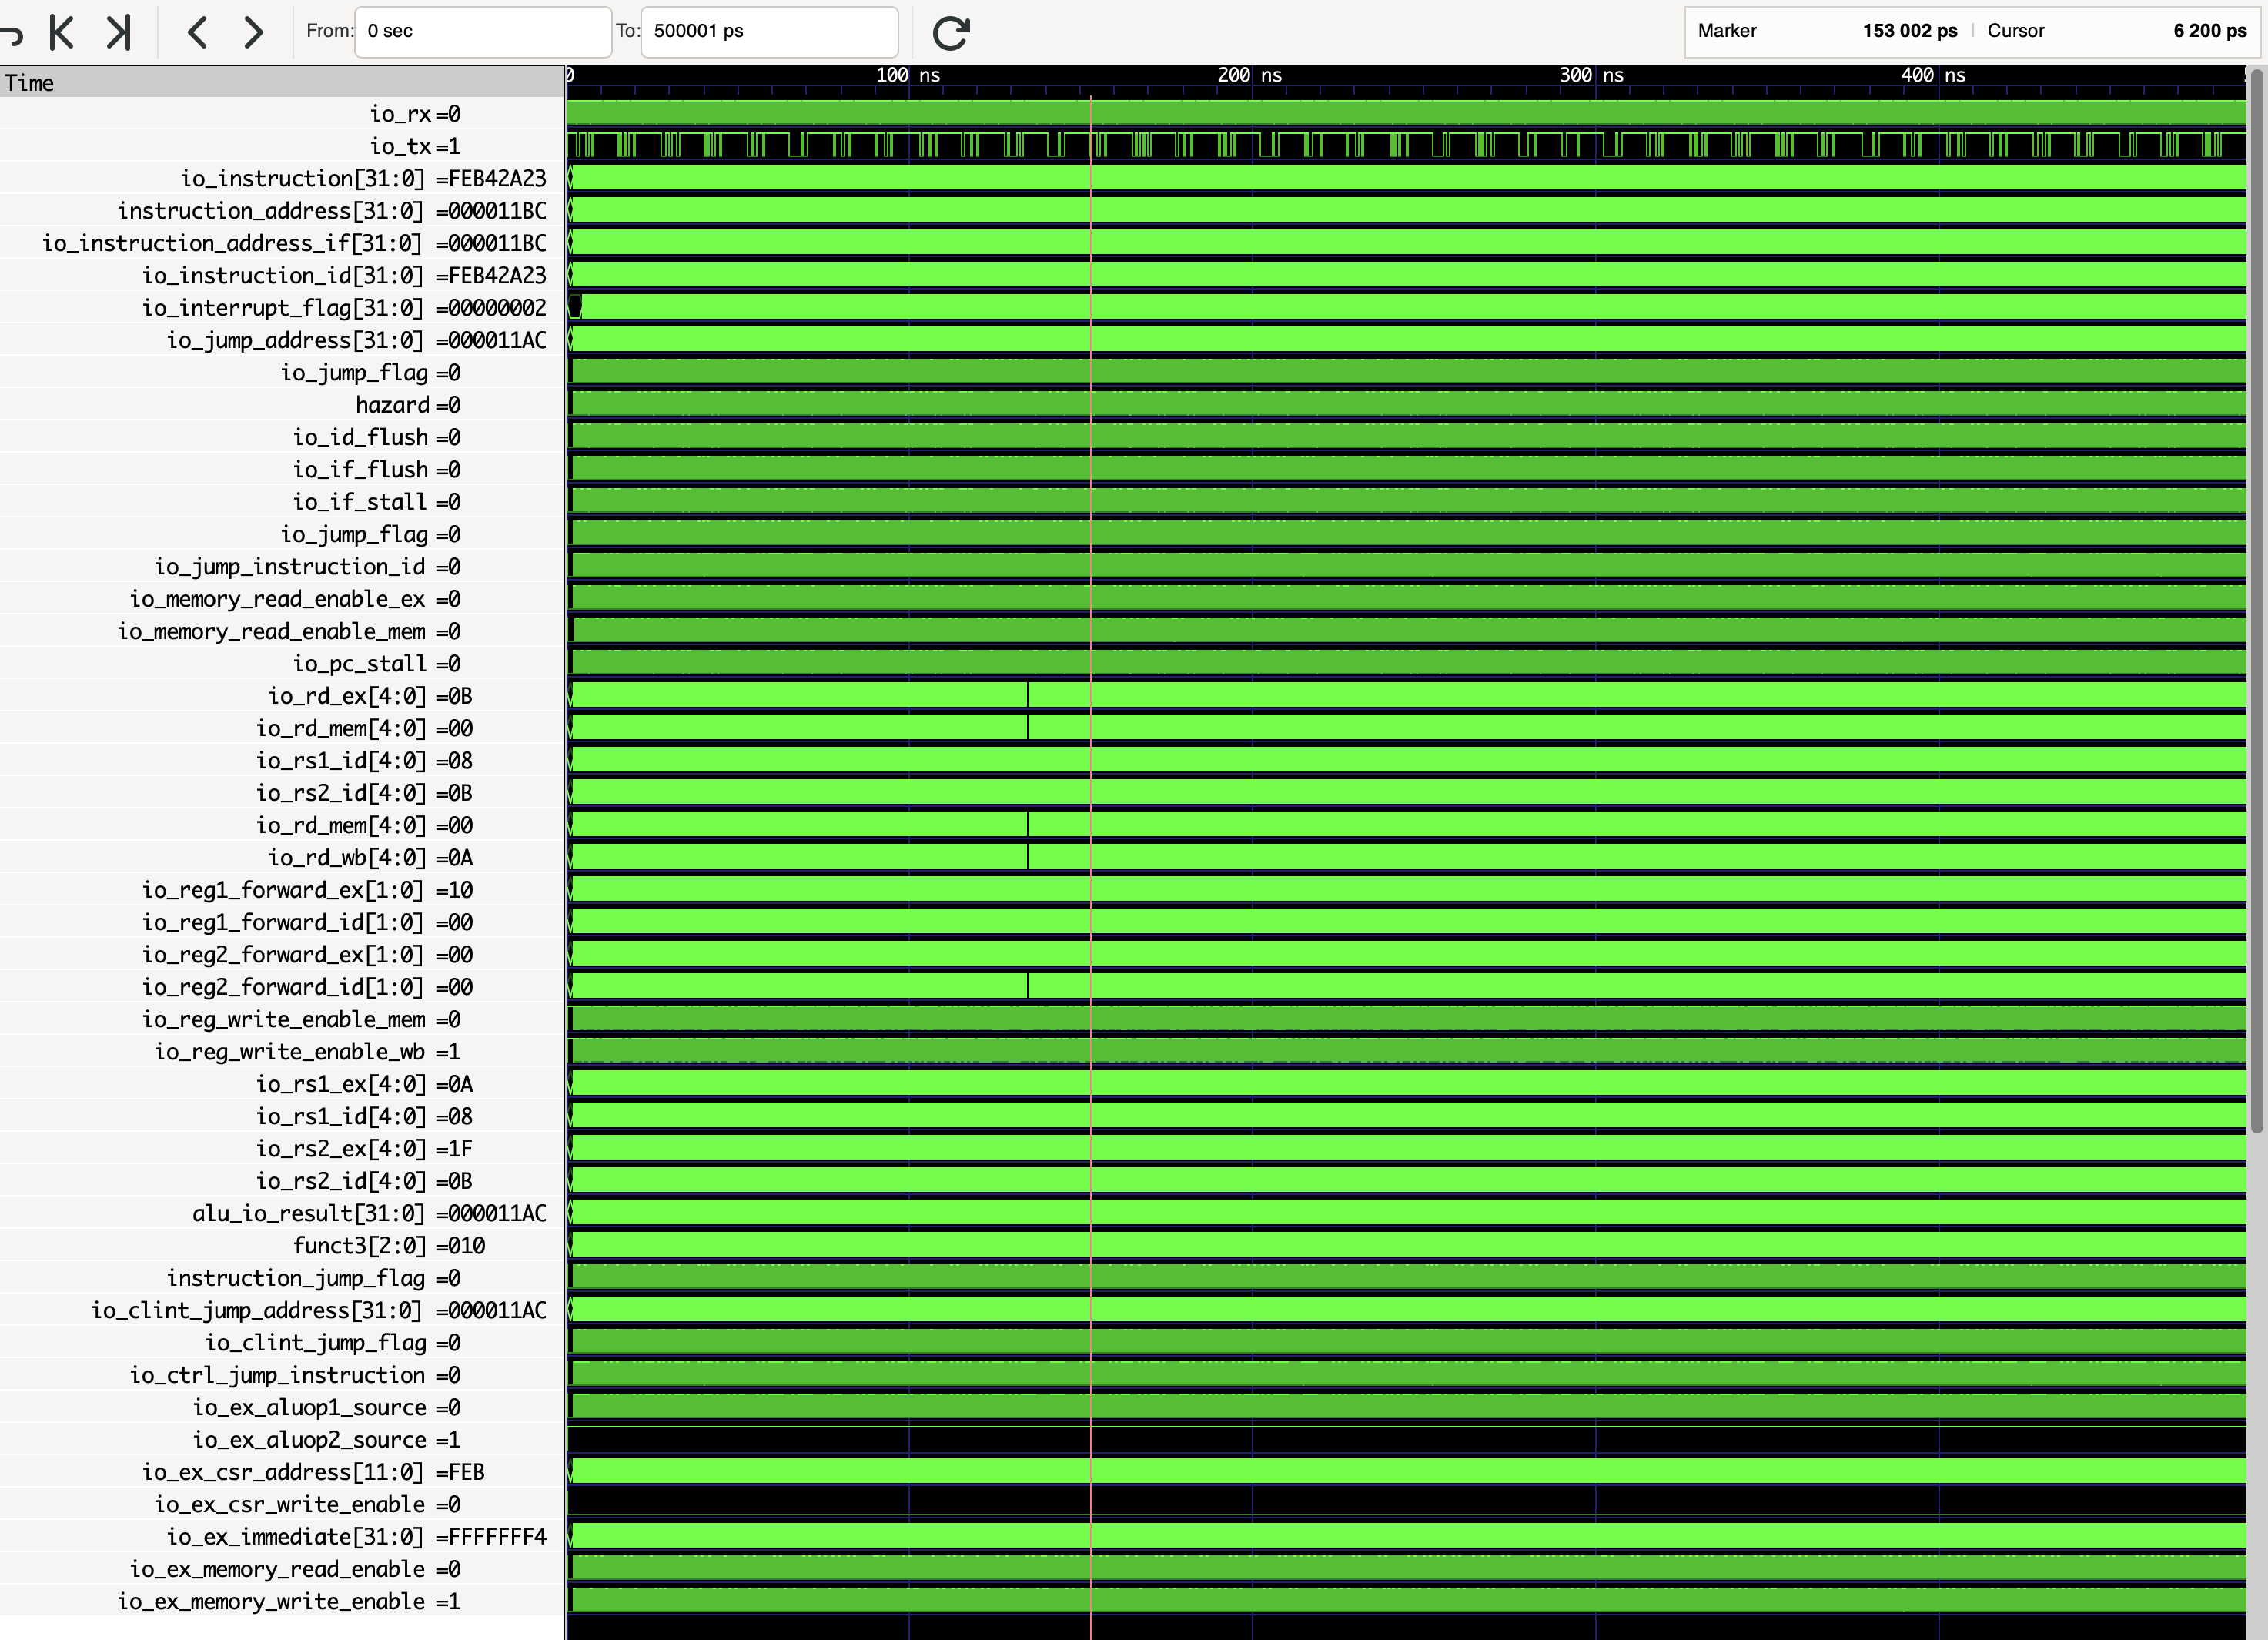 From: 0 sec To: 500001 ps Marker 153 002 ps | Cursor 6 200 ps
Time 0 100 ns 200 ns 300 ns 400 ns
io_rx =0
io_tx =1
io_instruction[31:0] =FEB42A23
instruction_address[31:0] =000011BC
io_instruction_address_if[31:0] =000011BC
io_instruction_id[31:0] =FEB42A23
io_interrupt_flag[31:0] =00000002
io_jump_address[31:0] =000011AC
io_jump_flag =0
hazard =0
io_id_flush =0
io_if_flush =0
io_if_stall =0
io_jump_flag =0
io_jump_instruction_id =0
io_memory_read_enable_ex =0
io_memory_read_enable_mem =0
io_pc_stall =0
io_rd_ex[4:0] =0B
io_rd_mem[4:0] =00
io_rs1_id[4:0] =08
io_rs2_id[4:0] =0B
io_rd_mem[4:0] =00
io_rd_wb[4:0] =0A
io_reg1_forward_ex[1:0] =10
io_reg1_forward_id[1:0] =00
io_reg2_forward_ex[1:0] =00
io_reg2_forward_id[1:0] =00
io_reg_write_enable_mem =0
io_reg_write_enable_wb =1
io_rs1_ex[4:0] =0A
io_rs1_id[4:0] =08
io_rs2_ex[4:0] =1F
io_rs2_id[4:0] =0B
alu_io_result[31:0] =000011AC
funct3[2:0] =010
instruction_jump_flag =0
io_clint_jump_address[31:0] =000011AC
io_clint_jump_flag =0
io_ctrl_jump_instruction =0
io_ex_aluop1_source =0
io_ex_aluop2_source =1
io_ex_csr_address[11:0] =FEB
io_ex_csr_write_enable =0
io_ex_immediate[31:0] =FFFFFFF4
io_ex_memory_read_enable =0
io_ex_memory_write_enable =1